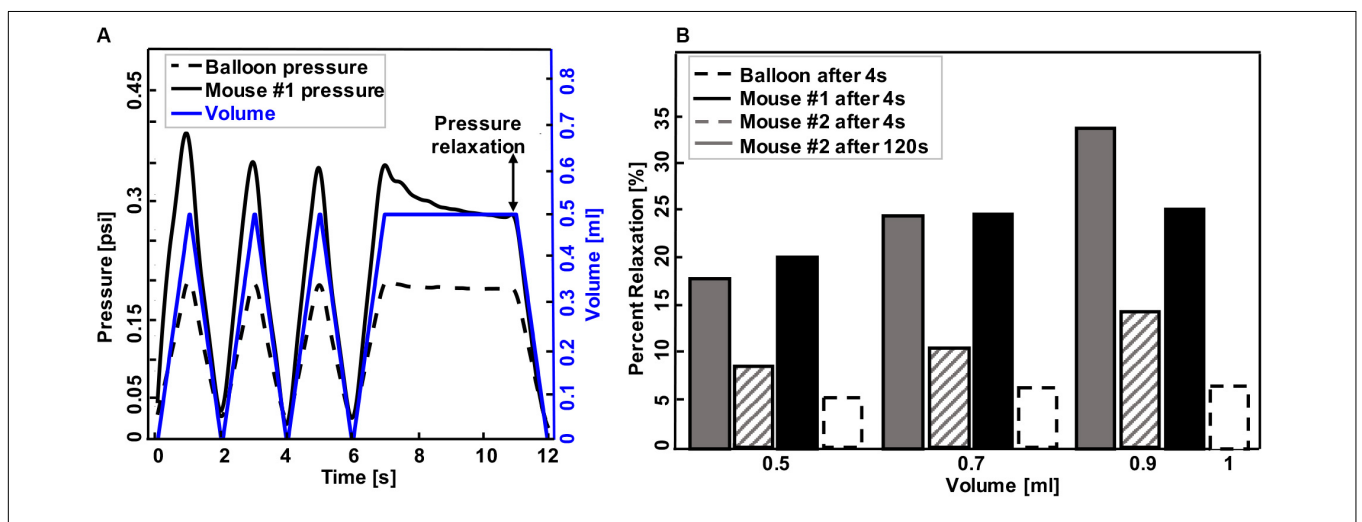 A
Balloon pressure
Mouse #1 pressure
Volume
Pressure
relaxation
Pressure [psi]
0 0.05 0.15 0.3 0.45
Volume [ml]
0 0.1 0.2 0.3 0.4 0.5 0.6 0.7 0.8
0 2 4 6 8 10 12
Time [s]
B
Balloon after 4s
Mouse #1 after 4s
Mouse #2 after 4s
Mouse #2 after 120s
Percent Relaxation [%]
0 5 10 15 20 25 30 35
0.5 0.7 0.9 1
Volume [ml]